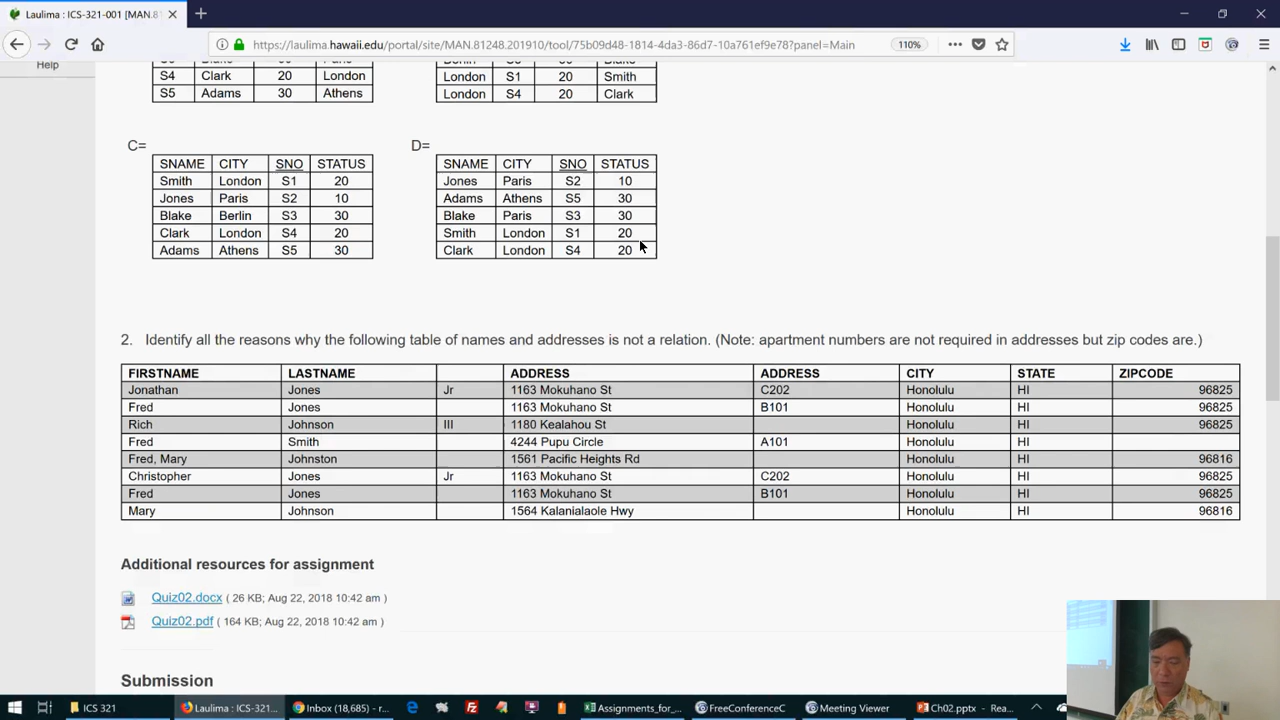 Laulima : ICS-321-001 [MAN.81
https://laulima.hawaii.edu/portal/site/MAN.81248.201910/tool/75b09d48-1814-4da3-86d7-10a761ef9e78?panel=Main
110%
Help
S4 Clark 20 London
S5 Adams 30 Athens
London S1 20 Smith
London S4 20 Clark
C=
SNAME CITY SNO STATUS
Smith London S1 20
Jones Paris S2 10
Blake Berlin S3 30
Clark London S4 20
Adams Athens S5 30
D=
SNAME CITY SNO STATUS
Jones Paris S2 10
Adams Athens S5 30
Blake Paris S3 30
Smith London S1 20
Clark London S4 20
2. Identify all the reasons why the following table of names and addresses is not a relation. (Note: apartment numbers are not required in addresses but zip codes are.)
FIRSTNAME LASTNAME ADDRESS ADDRESS CITY STATE ZIPCODE
Jonathan Jones Jr 1163 Mokuhano St C202 Honolulu HI 96825
Fred Jones 1163 Mokuhano St B101 Honolulu HI 96825
Rich Johnson III 1180 Kealahou St Honolulu HI 96825
Fred Smith 4244 Pupu Circle A101 Honolulu HI
Fred, Mary Johnston 1561 Pacific Heights Rd Honolulu HI 96816
Christopher Jones Jr 1163 Mokuhano St C202 Honolulu HI 96825
Fred Jones 1163 Mokuhano St B101 Honolulu HI 96825
Mary Johnson 1564 Kalanialaole Hwy Honolulu HI 96816
Additional resources for assignment
Quiz02.docx ( 26 KB; Aug 22, 2018 10:42 am )
Quiz02.pdf ( 164 KB; Aug 22, 2018 10:42 am )
Submission
ICS 321
Laulima : ICS-321...
Inbox (18,685) - r...
Assignments_for_...
FreeConferenceC
Meeting Viewer
Ch02.pptx - Rea...